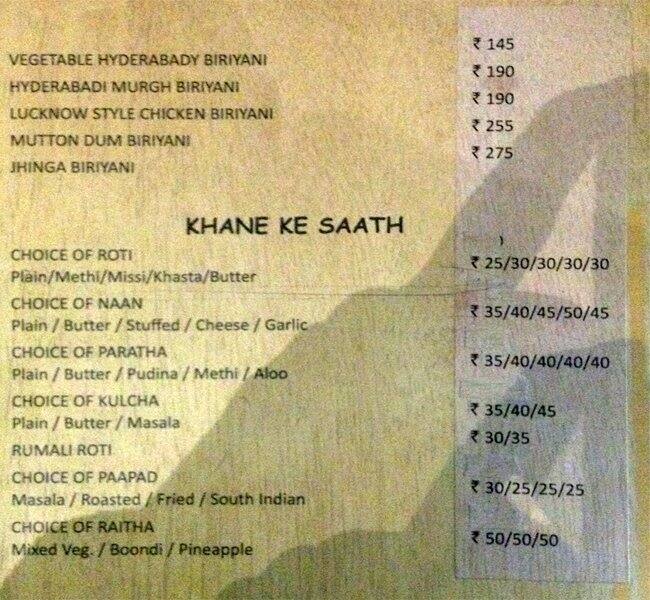 VEGETABLE HYDERABADY BIRIYANI ₹ 145
HYDERABADI MURGH BIRIYANI ₹ 190
LUCKNOW STYLE CHICKEN BIRIYANI ₹ 190
MUTTON DUM BIRIYANI ₹ 255
JHINGA BIRIYANI ₹ 275
KHANE KE SAATH
CHOICE OF ROTI
Plain/Methi/Missi/Khasta/Butter ₹ 25/30/30/30/30
CHOICE OF NAAN
Plain / Butter / Stuffed / Cheese / Garlic ₹ 35/40/45/50/45
CHOICE OF PARATHA
Plain / Butter / Pudina / Methi / Aloo ₹ 35/40/40/40/40
CHOICE OF KULCHA
Plain / Butter / Masala ₹ 35/40/45
RUMALI ROTI ₹ 30/35
CHOICE OF PAAPAD
Masala / Roasted / Fried / South Indian ₹ 30/25/25/25
CHOICE OF RAITHA
Mixed Veg. / Boondi / Pineapple ₹ 50/50/50